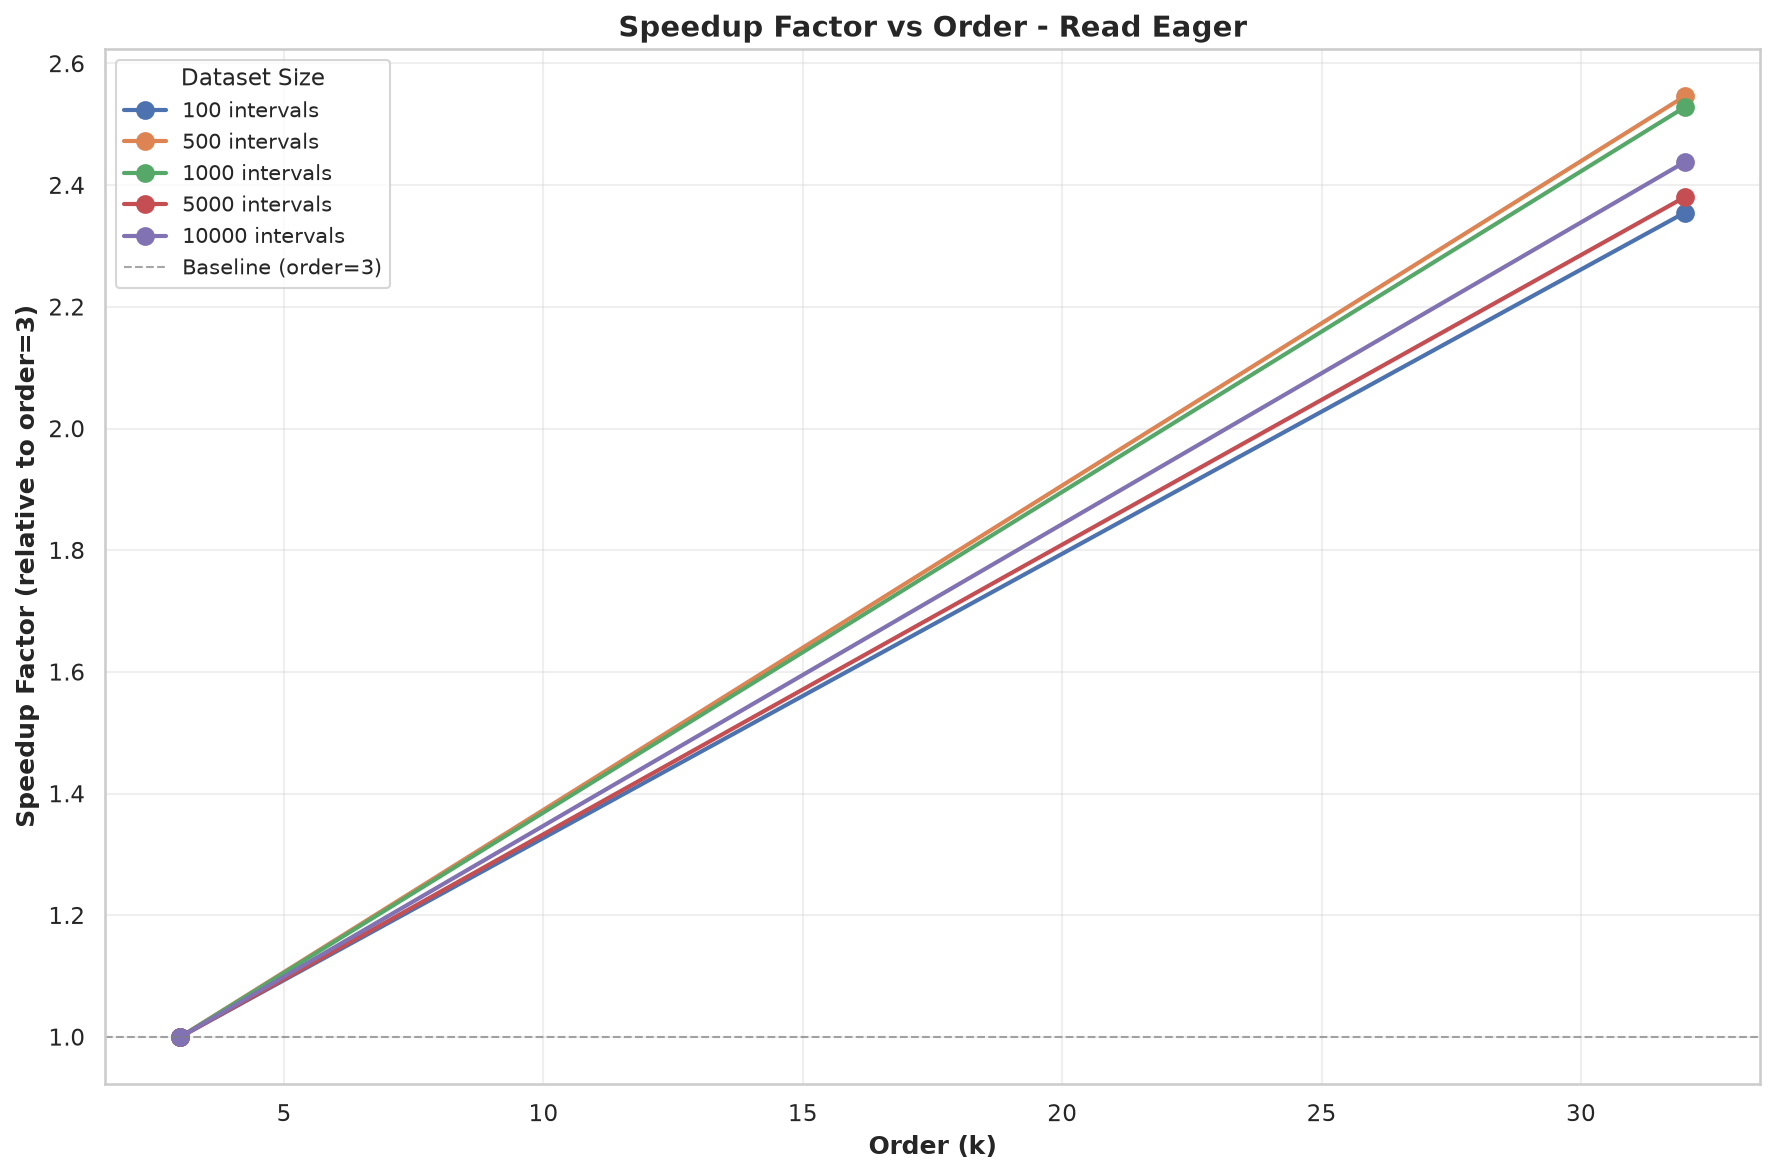 Speedup Factor vs Order - Read Eager
Dataset Size
100 intervals
500 intervals
1000 intervals
5000 intervals
10000 intervals
Baseline (order=3)
Speedup Factor (relative to order=3)
2.6
2.4
2.2
2.0
1.8
1.6
1.4
1.2
1.0
5
10
15
20
25
30
Order (k)